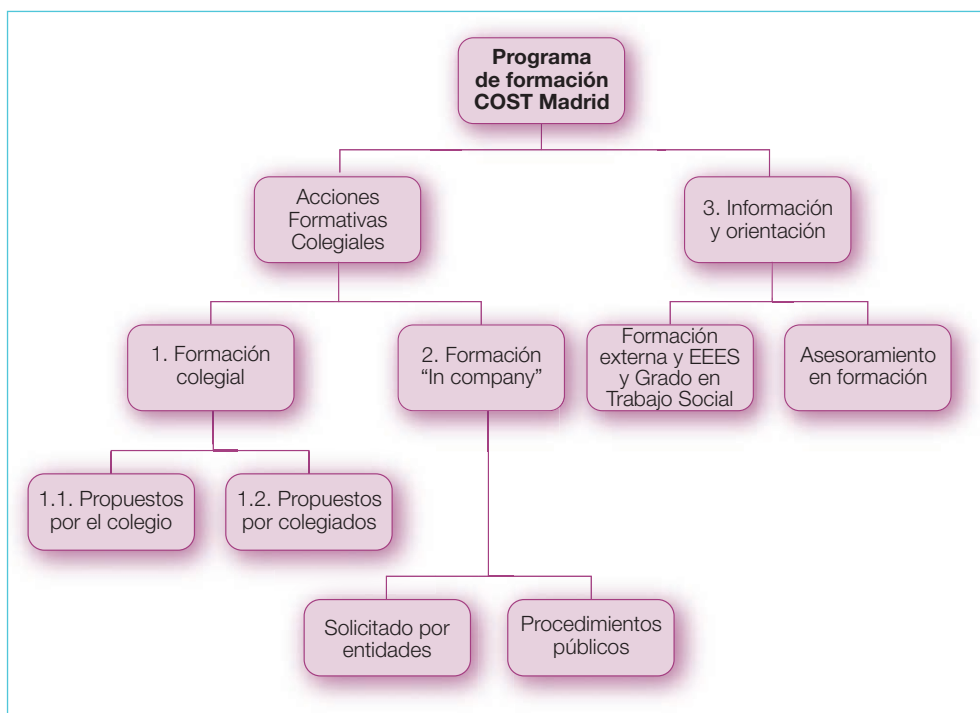 Programa
de formación
COST Madrid
Acciones
Formativas
Colegiales
3. Información
y orientación
1. Formación
colegial
2. Formación
“In company”
Formación
externa y EEES
y Grado en
Trabajo Social
Asesoramiento
en formación
1.1. Propuestos
por el colegio
1.2. Propuestos
por colegiados
Solicitado por
entidades
Procedimientos
públicos